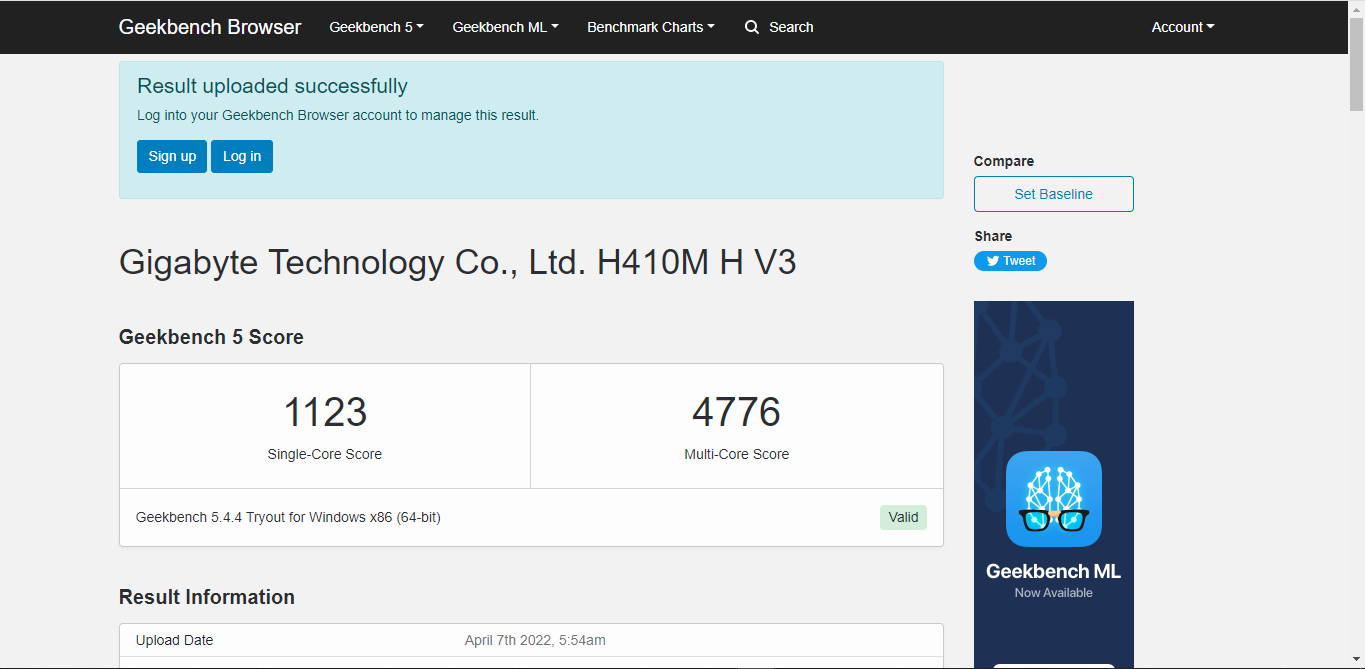 Geekbench Browser Geekbench 5 Geekbench ML Benchmark Charts Search Account
Result uploaded successfully
Log into your Geekbench Browser account to manage this result.
Sign up Log in
Compare
Set Baseline
Share
Tweet
Gigabyte Technology Co., Ltd. H410M H V3
Geekbench 5 Score
1123 4776
Single-Core Score Multi-Core Score
Geekbench 5.4.4 Tryout for Windows x86 (64-bit) Valid
Geekbench ML
Now Available
Result Information
Upload Date April 7th 2022, 5:54am